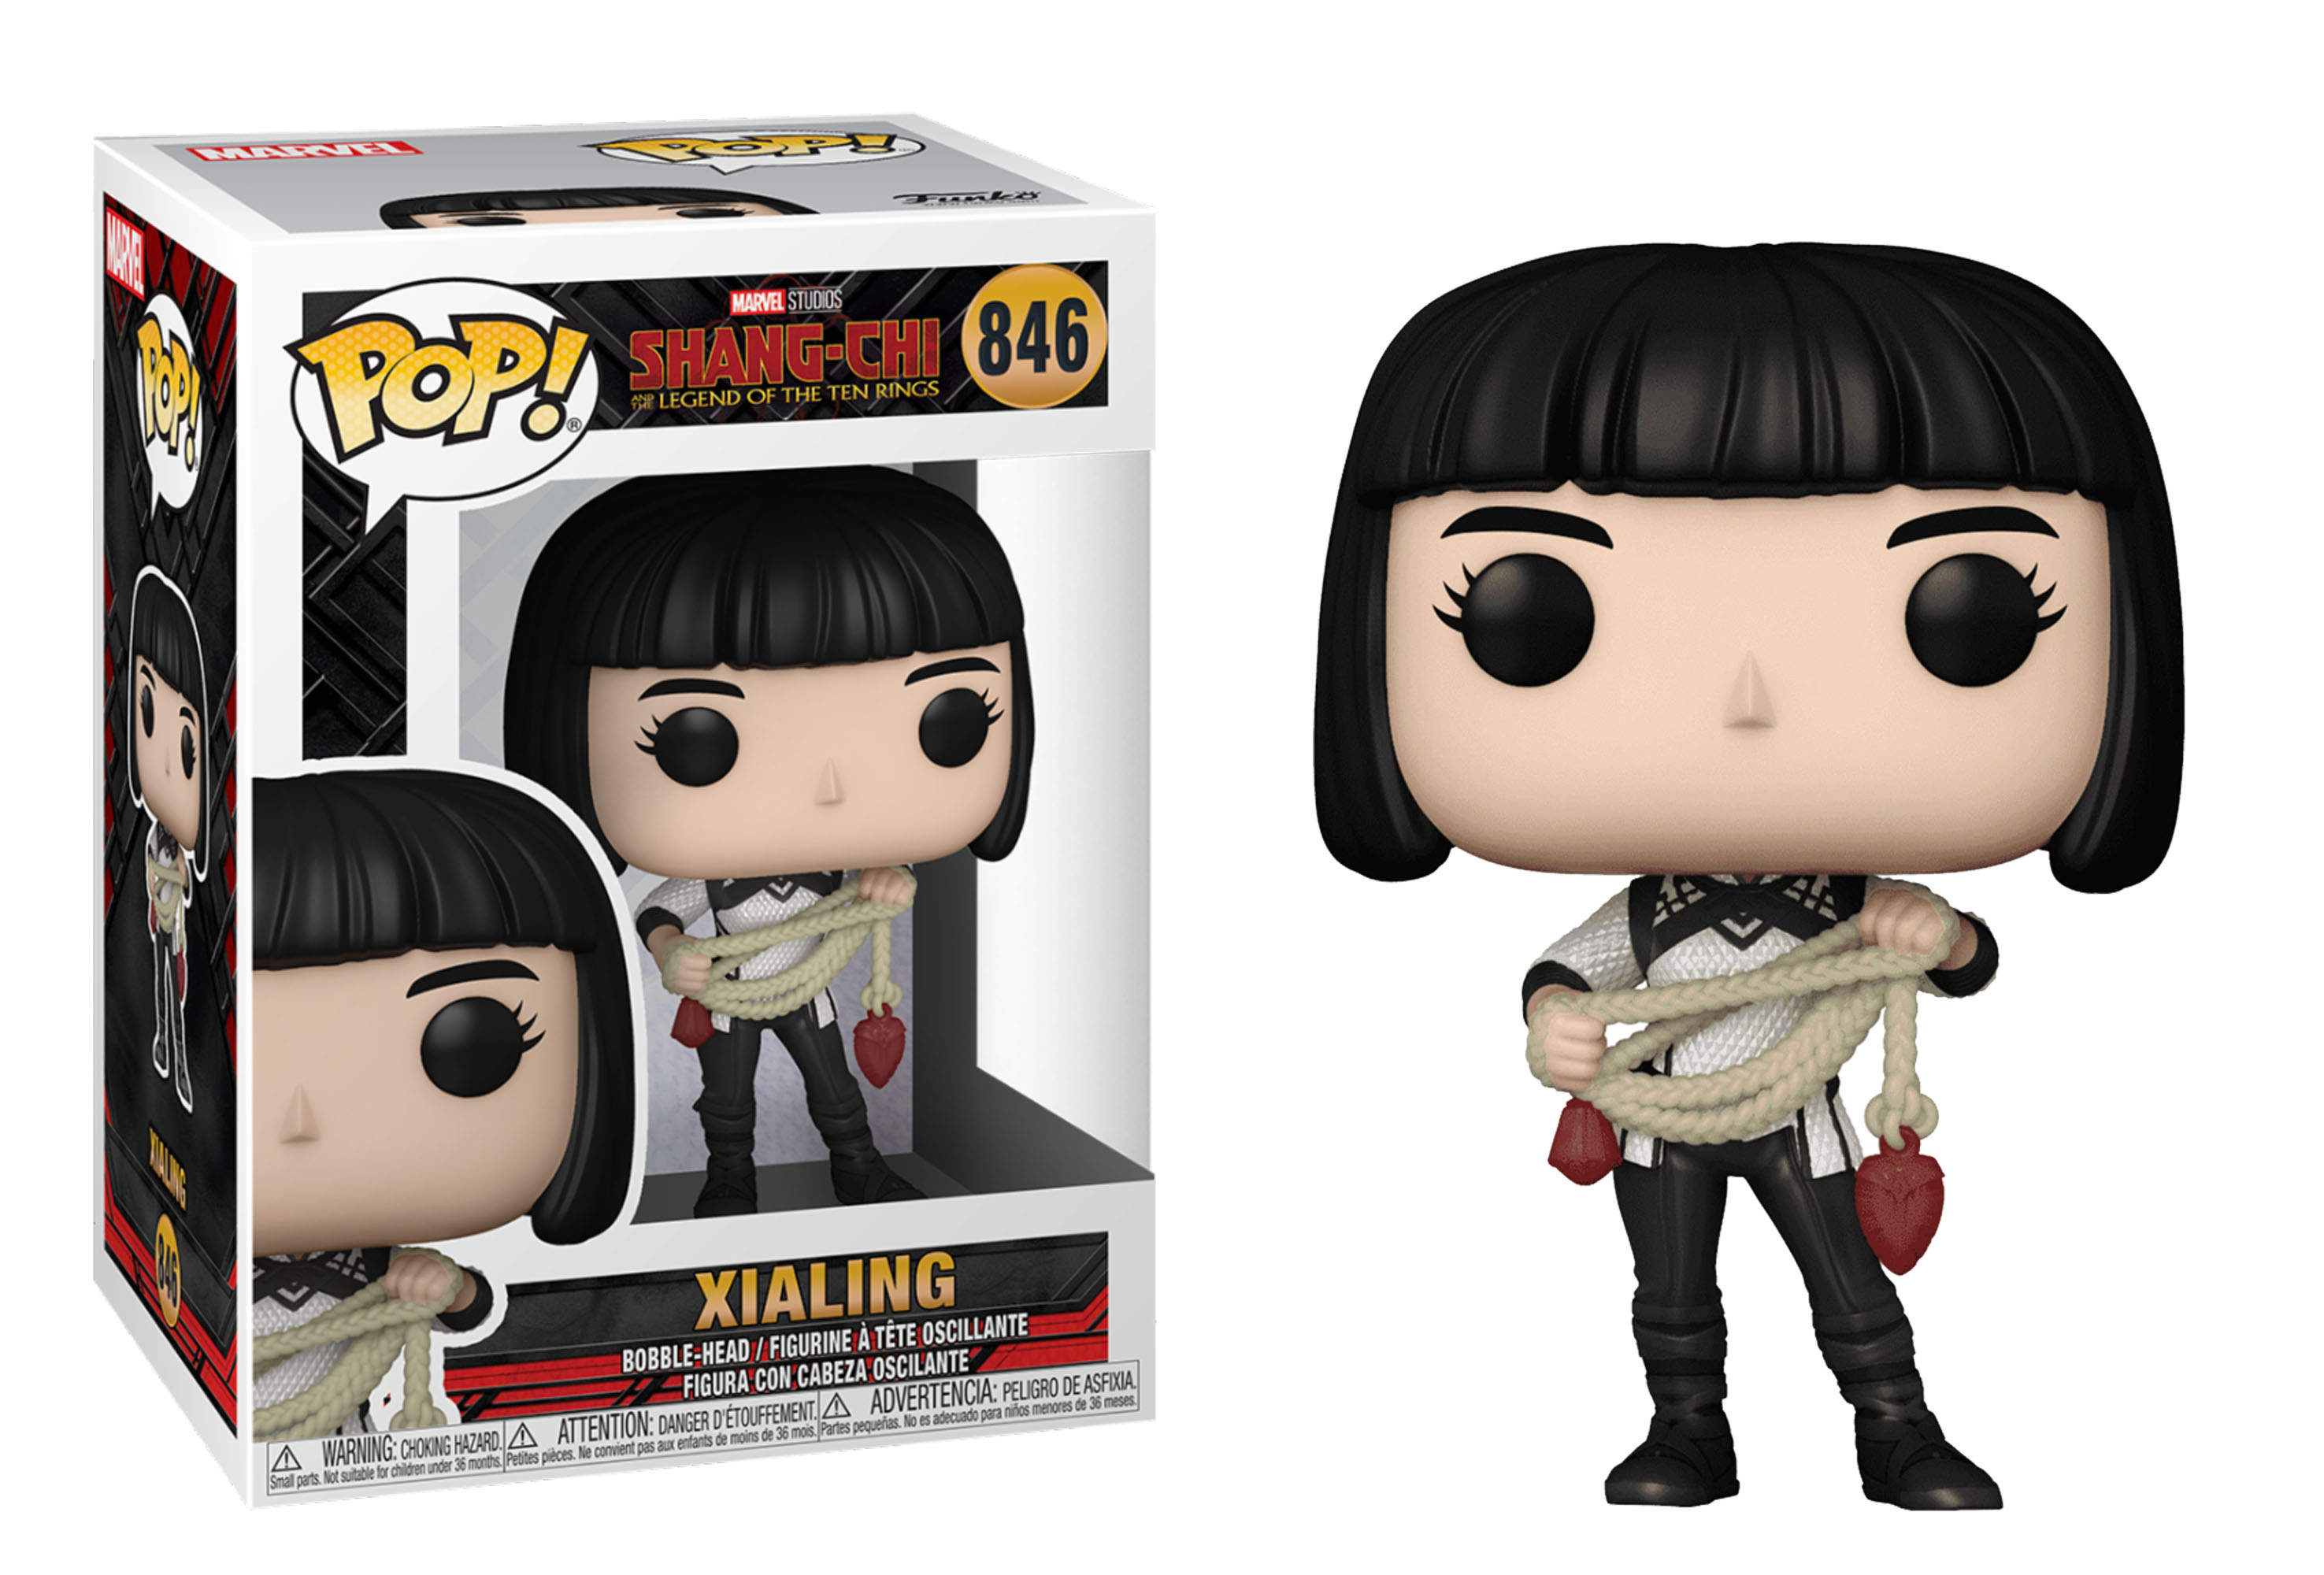 MARVEL
POP!
Funko
MARVEL
POP!
XIALING
846
POP!®
MARVEL STUDIOS
SHANG-CHI
AND THE LEGEND OF THE TEN RINGS
846
XIALING
BOBBLE-HEAD / FIGURINE À TÊTE OSCILLANTE
FIGURA CON CABEZA OSCILANTE
WARNING: CHOKING HAZARD.
Small parts. Not suitable for children under 36 months.
ATTENTION: DANGER D'ÉTOUFFEMENT.
Petites pièces. Ne convient pas aux enfants de moins de 36 mois.
ADVERTENCIA: PELIGRO DE ASFIXIA.
Partes pequeñas. No es adecuado para niños menores de 36 meses.